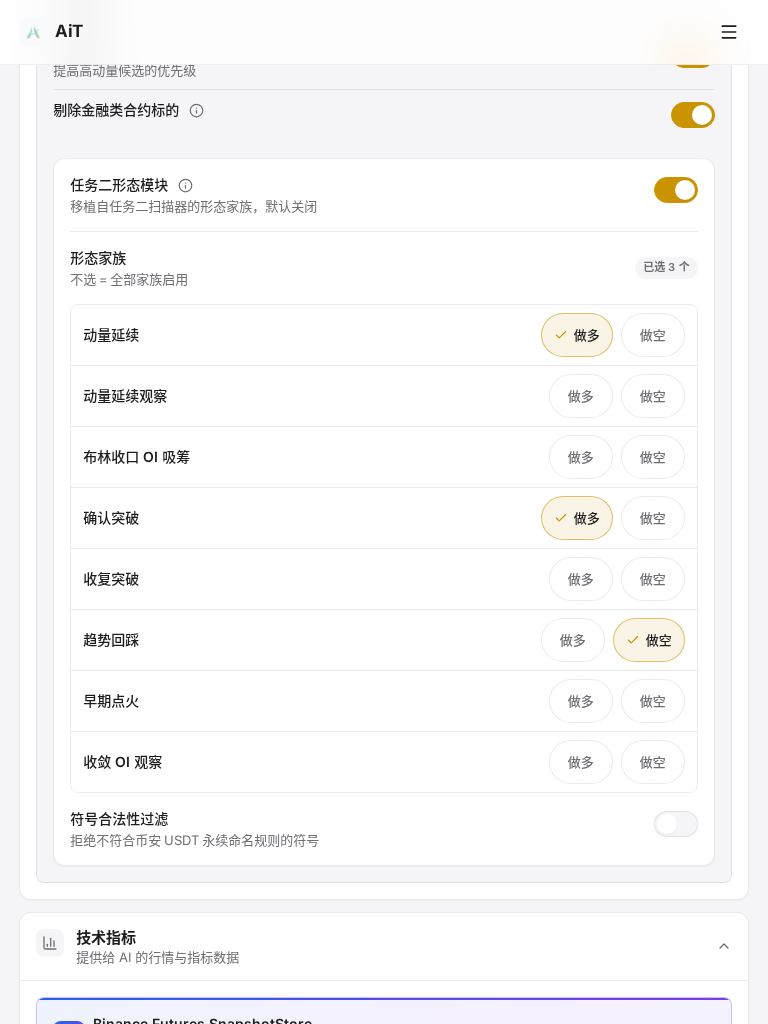 AiT
提高高动量候选的优先级
剔除金融类合约标的
任务二形态模块
移植自任务二扫描器的形态家族，默认关闭
形态家族
不选 = 全部家族启用
已选 3 个
动量延续 做多 做空
动量延续观察 做多 做空
布林收口 OI 吸筹 做多 做空
确认突破 做多 做空
收复突破 做多 做空
趋势回踩 做多 做空
早期点火 做多 做空
收敛 OI 观察 做多 做空
符号合法性过滤
拒绝不符合币安 USDT 永续命名规则的符号
技术指标
提供给 AI 的行情与指标数据
Binance Futures SnapshotStore